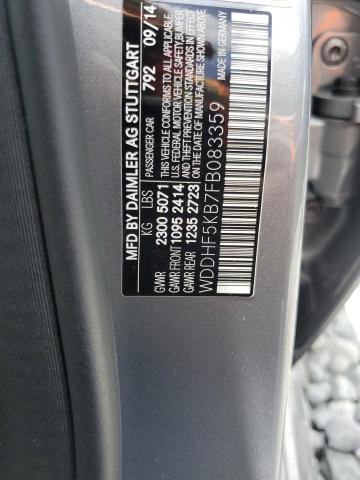 MFD BY DAIMLER AG STUTTGART
PASSENGER CAR 792 09/14
KG LBS
GVWR 2300 5071
GAWR FRONT 1095 2414
GAWR REAR 1235 2723
THIS VEHICLE CONFORMS TO ALL APPLICABLE
U.S. FEDERAL MOTOR VEHICLE SAFETY, BUMPER,
AND THEFT PREVENTION STANDARDS IN EFFECT
ON THE DATE OF MANUFACTURE SHOWN ABOVE
WDDHF5KB7FB083359
MADE IN GERMANY